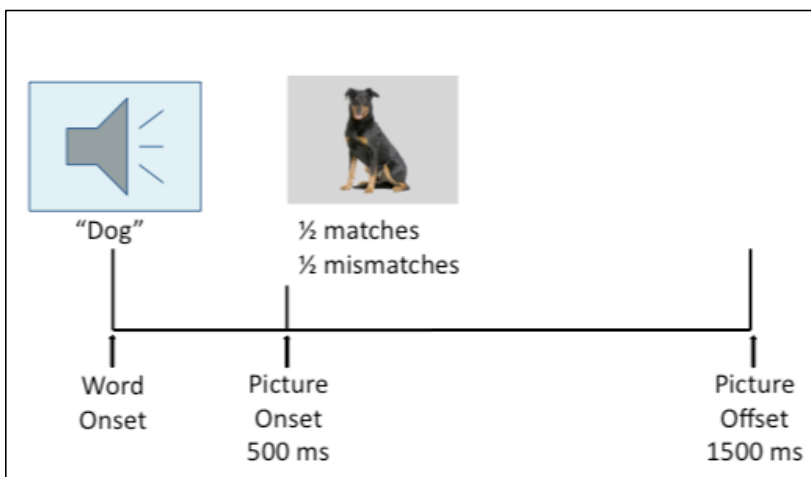 “Dog”
½ matches
½ mismatches
Word
Onset
Picture
Onset
500 ms
Picture
Offset
1500 ms